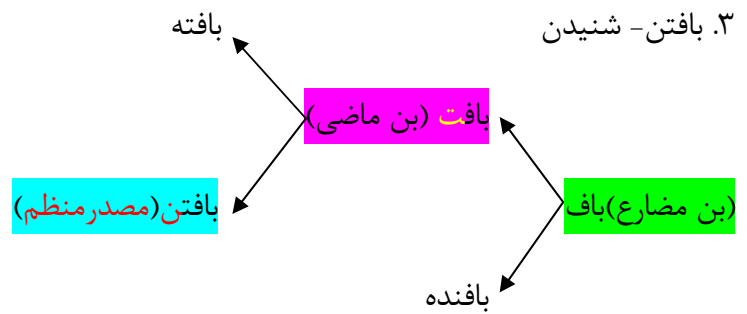 ۳. بافتن- شنیدن
بافته
بافت (بن ماضی)
(بن مضارع)باف
بافتن(مصدرمنظم)
بافنده